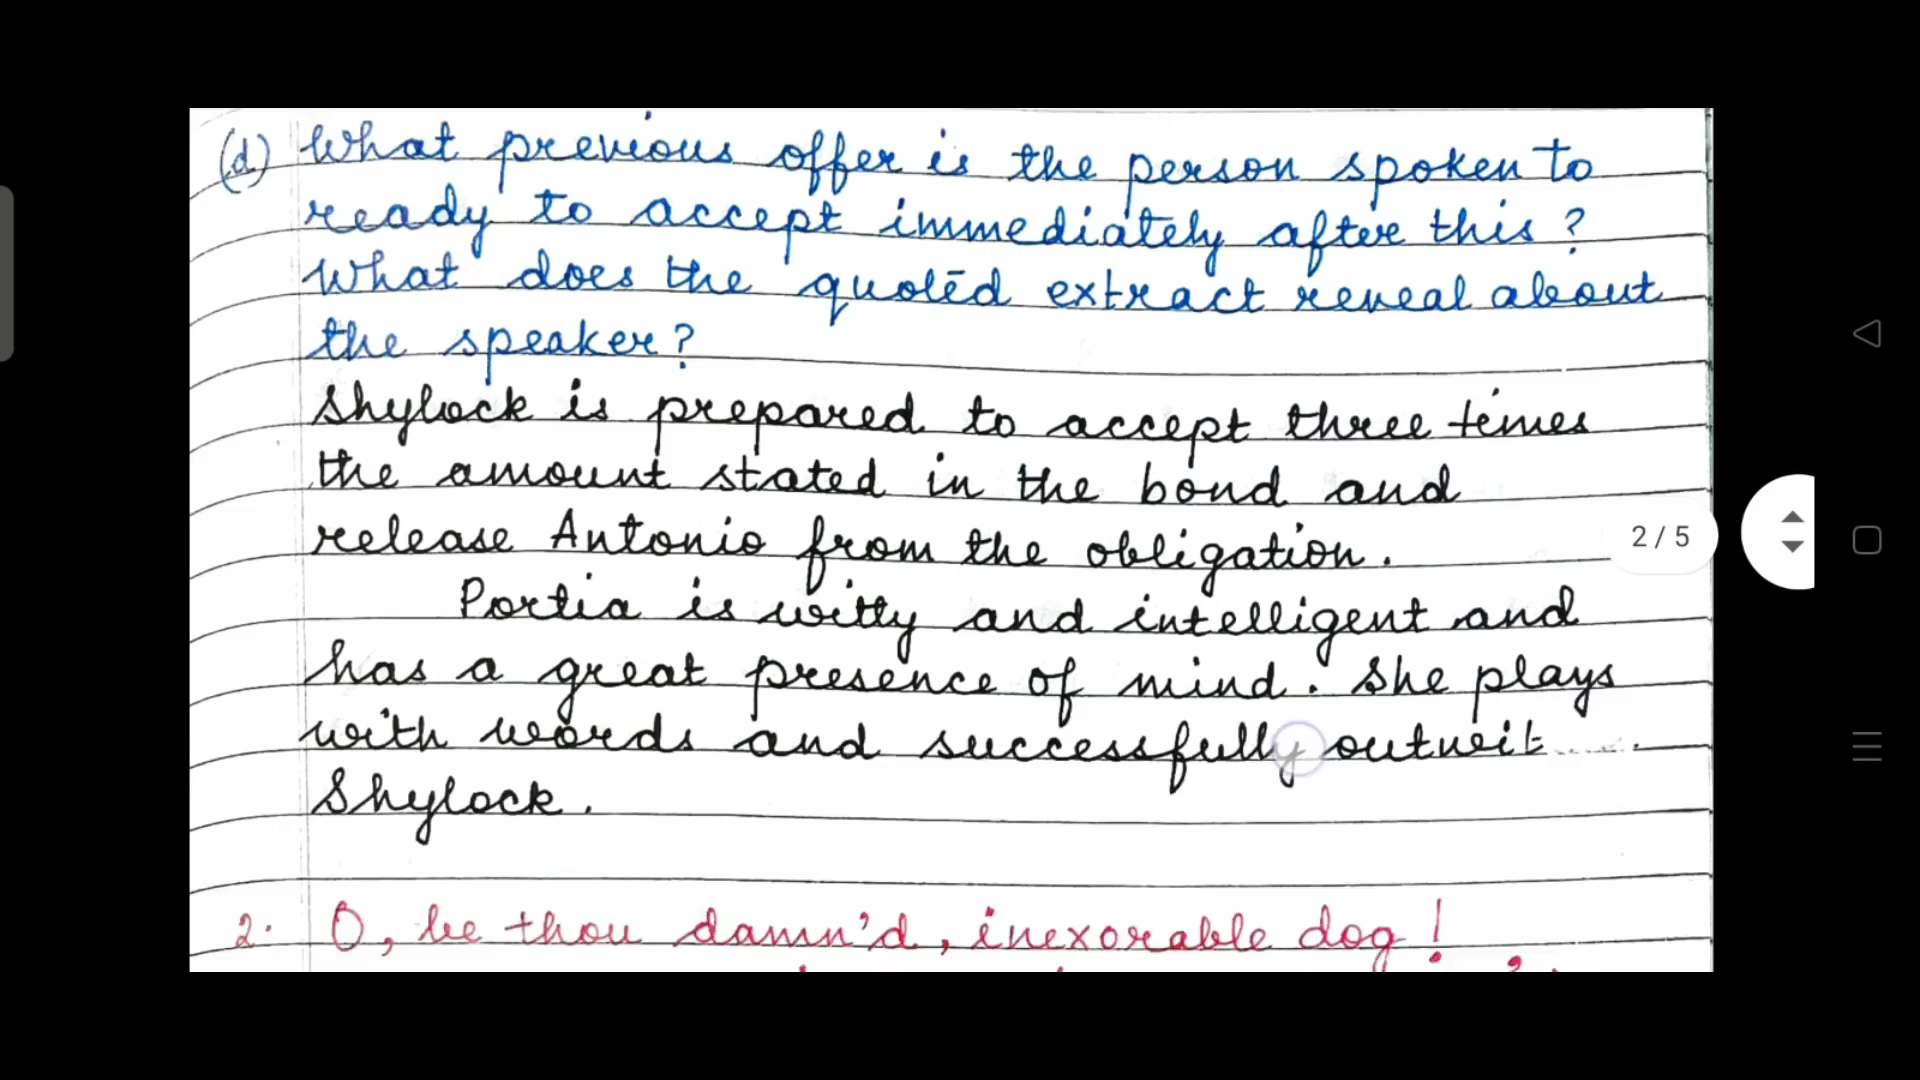 (d) What previous offer is the person spoken to
ready to accept immediately after this?
What does the quoted extract reveal about
the speaker?
Shylock is prepared to accept three times
the amount stated in the bond and
release Antonio from the obligation.
2 / 5
Portia is witty and intelligent and
has a great presence of mind. She plays
with words and successfully outwit
Shylock.
2. O, be thou damn'd, inexorable dog!